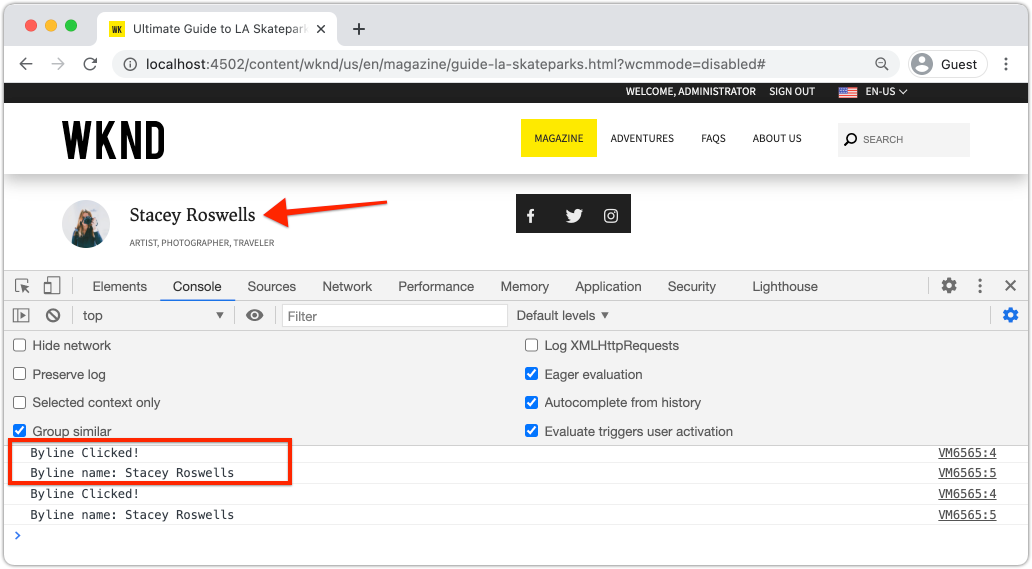 WK Ultimate Guide to LA Skatepark
localhost:4502/content/wknd/us/en/magazine/guide-la-skateparks.html?wcmmode=disabled# Guest
WELCOME, ADMINISTRATOR SIGN OUT EN-US
WKND MAGAZINE ADVENTURES FAQS ABOUT US SEARCH
Stacey Roswells
ARTIST, PHOTOGRAPHER, TRAVELER
Elements Console Sources Network Performance Memory Application Security Lighthouse
top Filter Default levels
Hide network Log XMLHttpRequests
Preserve log Eager evaluation
Selected context only Autocomplete from history
Group similar Evaluate triggers user activation
Byline Clicked! VM6565:4
Byline name: Stacey Roswells VM6565:5
Byline Clicked! VM6565:4
Byline name: Stacey Roswells VM6565:5